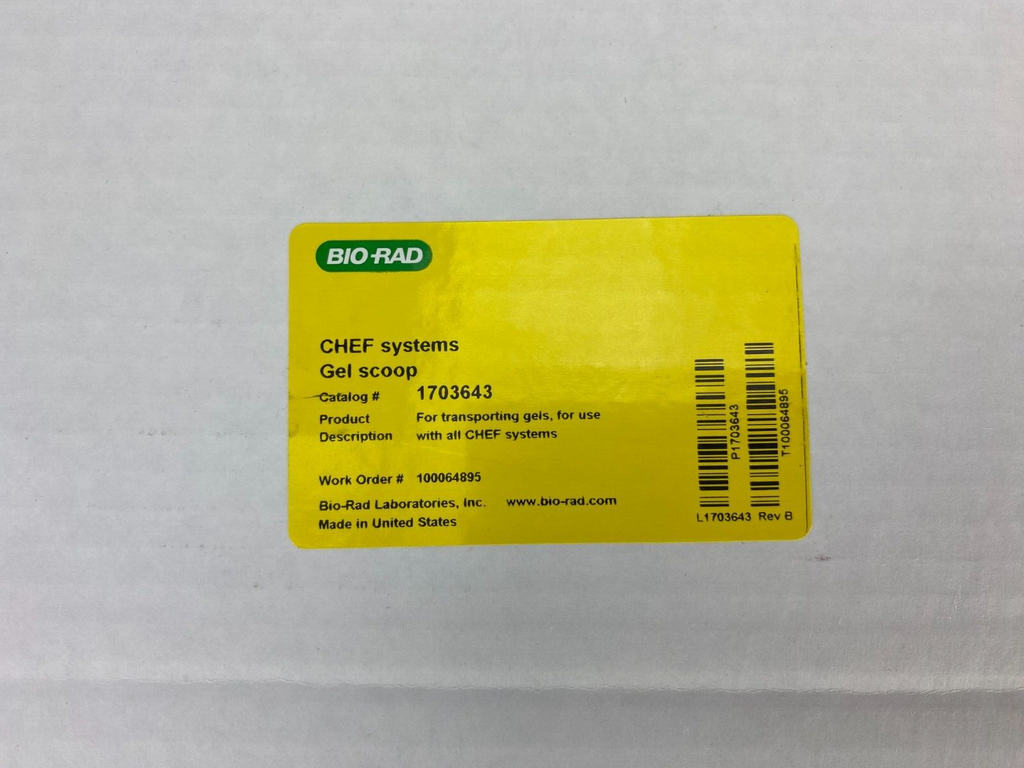 BIO-RAD
CHEF systems
Gel scoop
Catalog # 1703643
Product Description For transporting gels, for use
with all CHEF systems
Work Order # 100064895
Bio-Rad Laboratories, Inc. www.bio-rad.com
Made in United States
P1703643
T100064895
L1703643 Rev B